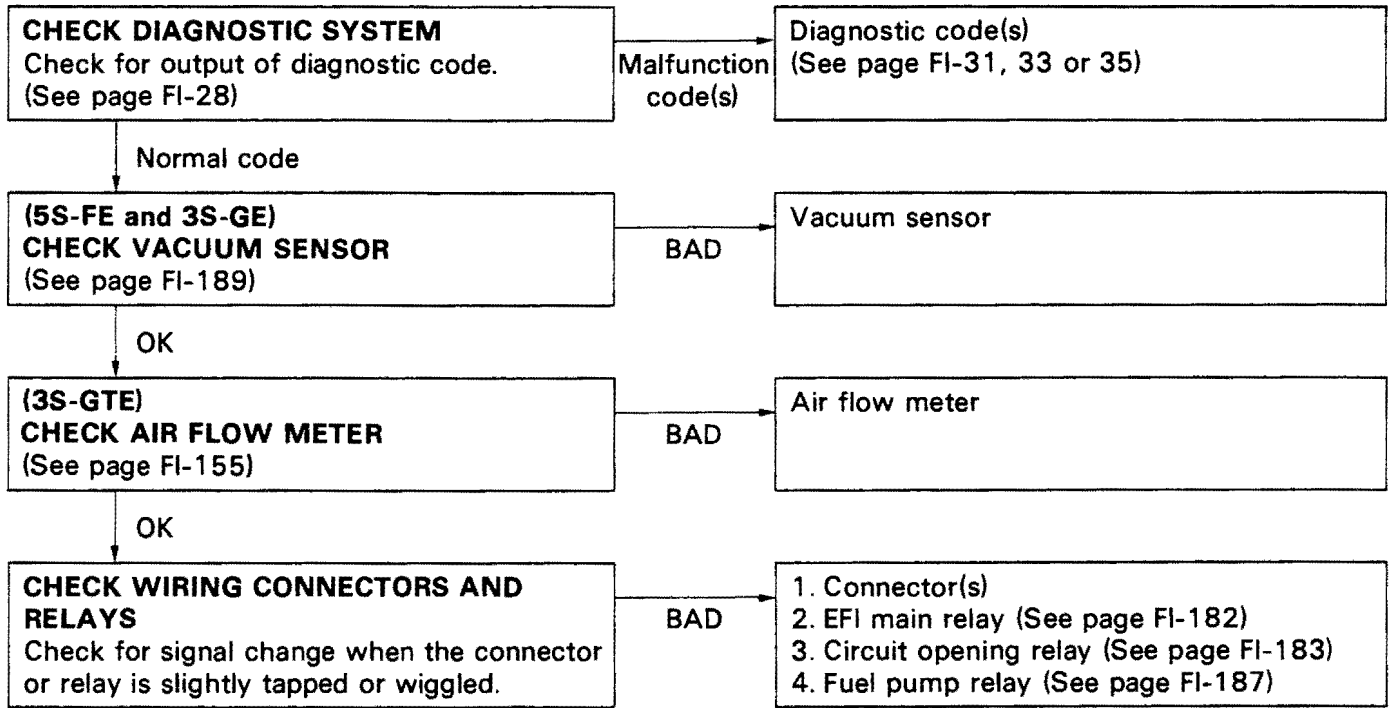 CHECK DIAGNOSTIC SYSTEM
Check for output of diagnostic code.
(See page FI-28)
Malfunction
code(s)
Diagnostic code(s)
(See page FI-31, 33 or 35)
Normal code
(5S-FE and 3S-GE)
CHECK VACUUM SENSOR
(See page FI-189)
BAD
Vacuum sensor
OK
(3S-GTE)
CHECK AIR FLOW METER
(See page FI-155)
BAD
Air flow meter
OK
CHECK WIRING CONNECTORS AND
RELAYS
Check for signal change when the connector
or relay is slightly tapped or wiggled.
BAD
1. Connector(s)
2. EFI main relay (See page FI-182)
3. Circuit opening relay (See page FI-183)
4. Fuel pump relay (See page FI-187)